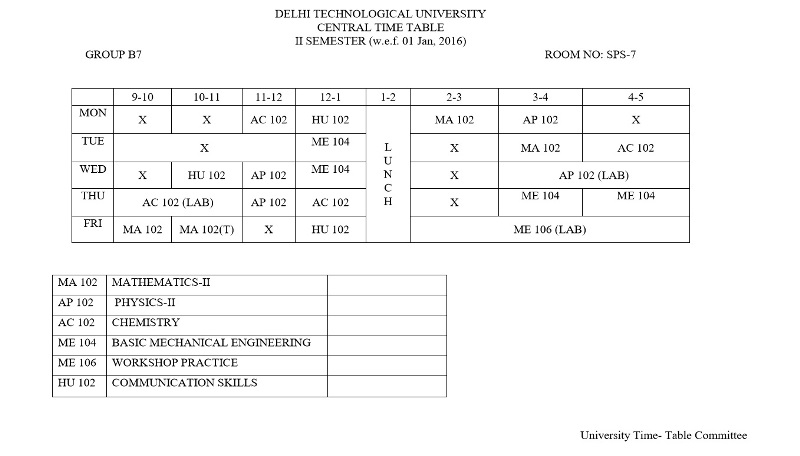 DELHI TECHNOLOGICAL UNIVERSITY
CENTRAL TIME TABLE
II SEMESTER (w.e.f. 01 Jan, 2016)
GROUP B7 ROOM NO: SPS-7
9-10 10-11 11-12 12-1 1-2 2-3 3-4 4-5
MON X X AC 102 HU 102 MA 102 AP 102 X
TUE X ME 104 X MA 102 AC 102
WED X HU 102 AP 102 ME 104 X AP 102 (LAB)
THU AC 102 (LAB) AP 102 AC 102 X ME 104 ME 104
FRI MA 102 MA 102(T) X HU 102 ME 106 (LAB)
LUNCH
MA 102 MATHEMATICS-II
AP 102 PHYSICS-II
AC 102 CHEMISTRY
ME 104 BASIC MECHANICAL ENGINEERING
ME 106 WORKSHOP PRACTICE
HU 102 COMMUNICATION SKILLS
University Time- Table Committee